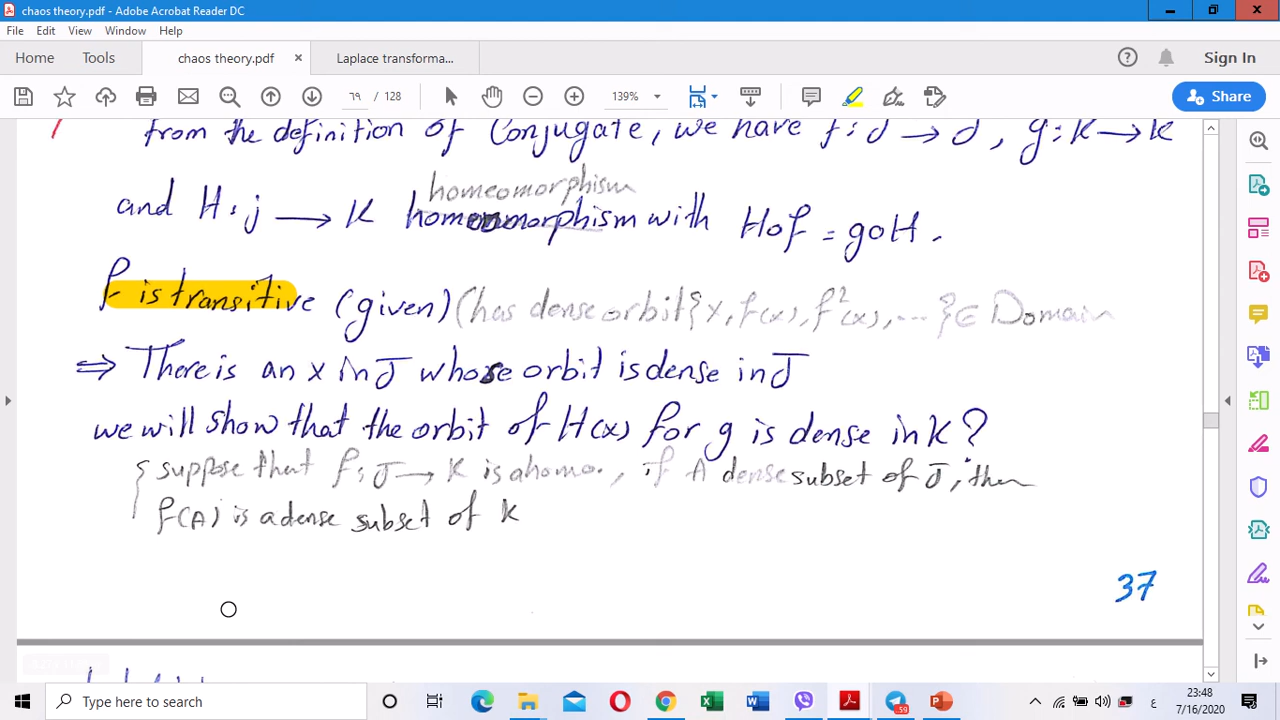 chaos theory.pdf - Adobe Acrobat Reader DC
File Edit View Window Help
Home Tools chaos theory.pdf × Laplace transforma... Sign In
٦٩ / 128 139% Share
from the definition of Conjugate, we have f: J → J, g: K → K
homeomorphism
and H: j → K homeomorphism with Hof = goH.
f is transitive (given) (has dense orbit {x, f(x), f²(x), ... } ∈ Domain
⇒ There is an x in J whose orbit is dense in J
we will show that the orbit of H(x) for g is dense in K?
{ suppose that f: J → K is a homo., if A dense subset of J, then
f(A) is a dense subset of K
37
Type here to search
59
ع
23:48
7/16/2020